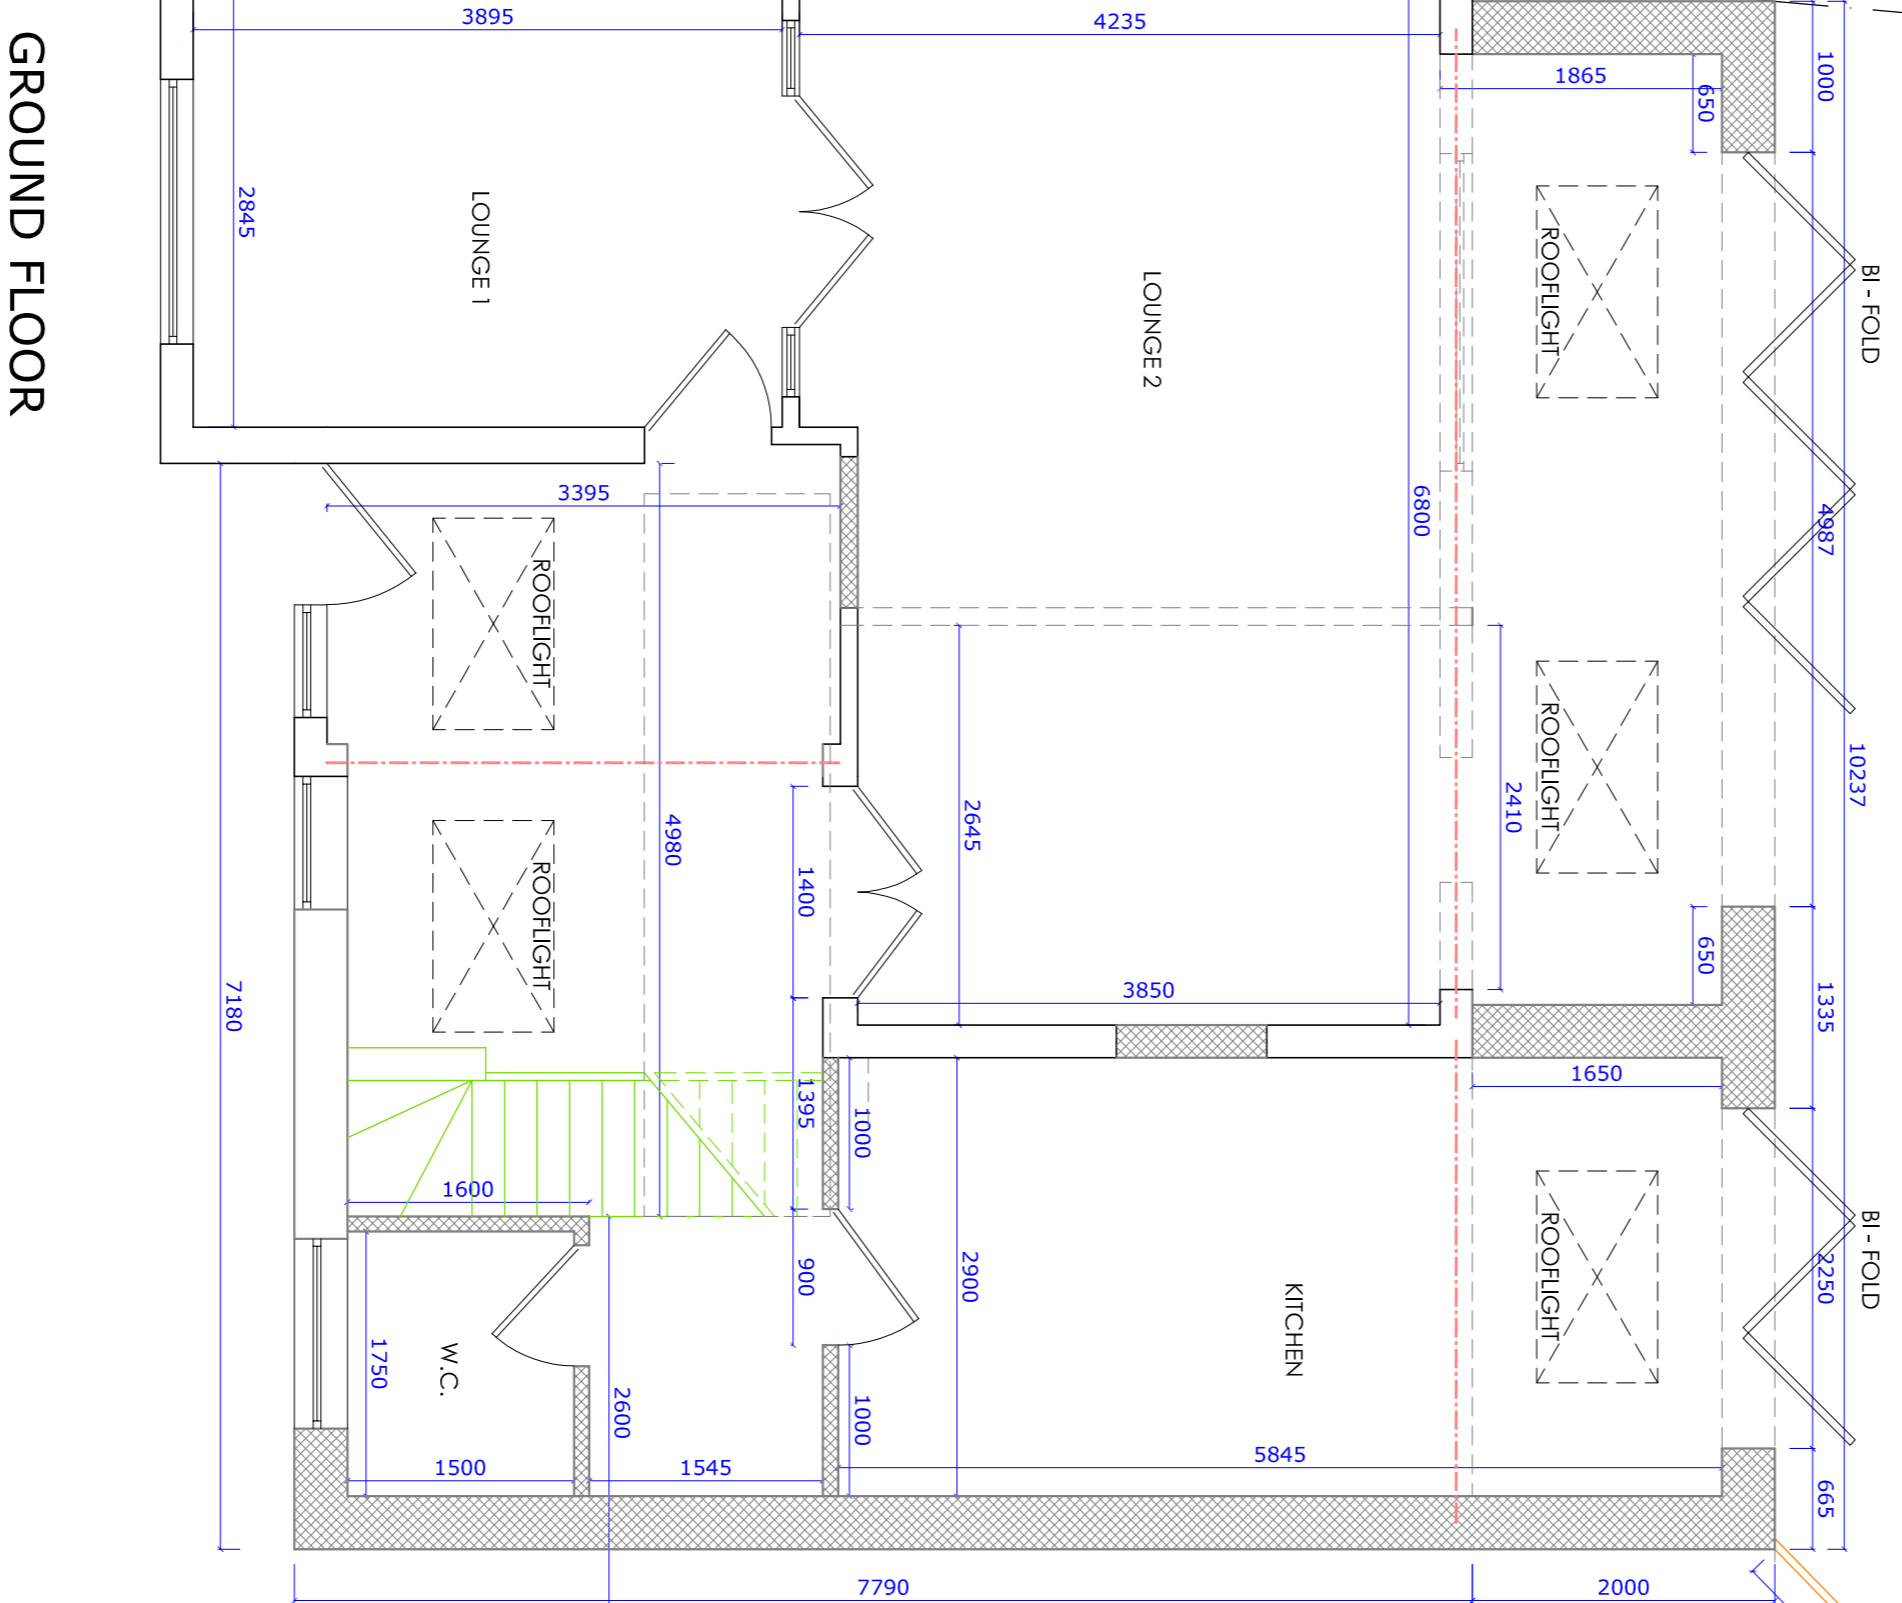 GROUND FLOOR
3895
4235
1865
650
1000
2845
LOUNGE 1
LOUNGE 2
ROOFLIGHT
BI - FOLD
3395
6800
4987
ROOFLIGHT
ROOFLIGHT
10237
4980
2645
2410
1400
ROOFLIGHT
650
7180
3850
1335
1395
1000
1650
1600
900
2900
KITCHEN
ROOFLIGHT
2250
BI - FOLD
1750
W.C.
2600
1000
1500
1545
5845
665
7790
2000